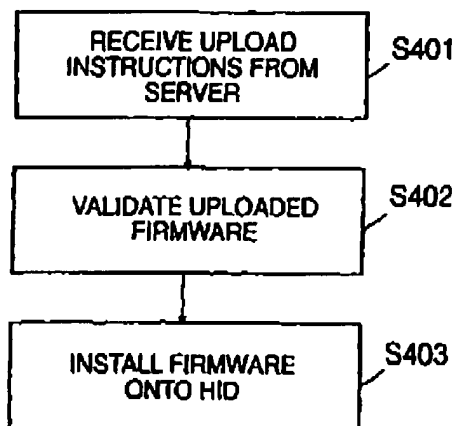 RECEIVE UPLOAD
INSTRUCTIONS FROM
SERVER
S401
VALIDATE UPLOADED
FIRMWARE
S402
INSTALL FIRMWARE
ONTO HID
S403